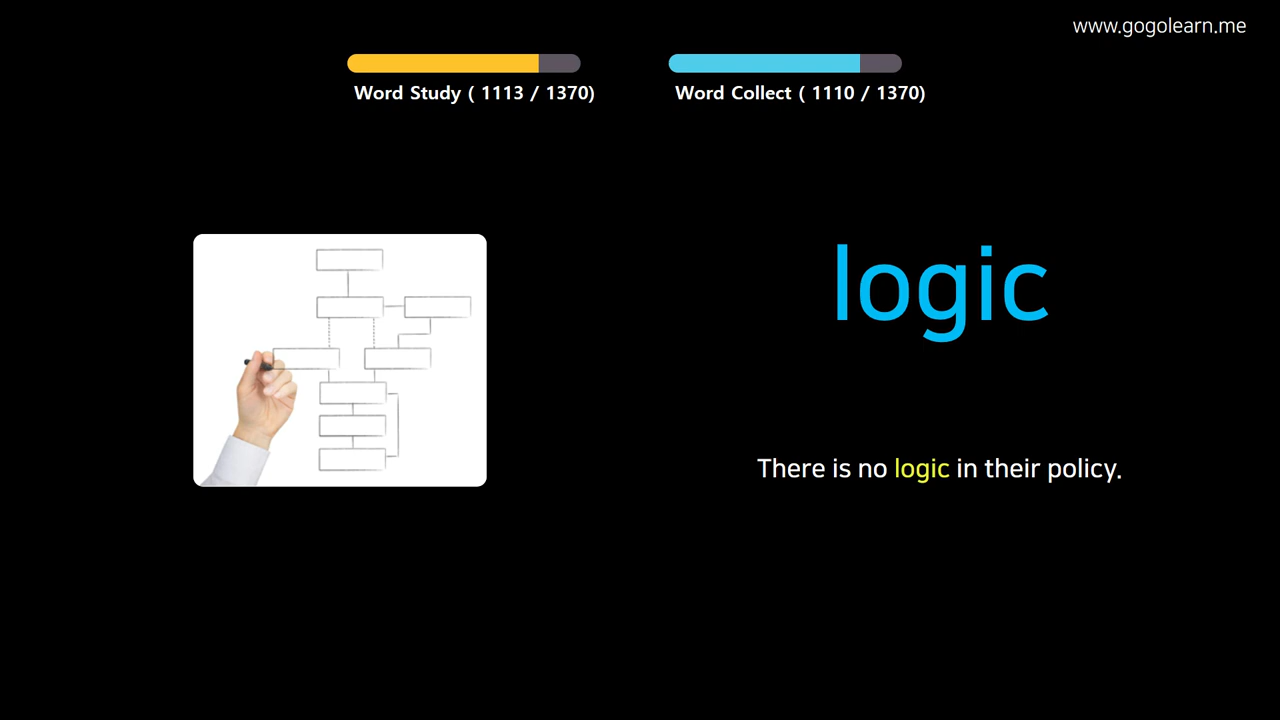 www.gogolearn.me
Word Study ( 1113 / 1370)
Word Collect ( 1110 / 1370)
logic
There is no logic in their policy.